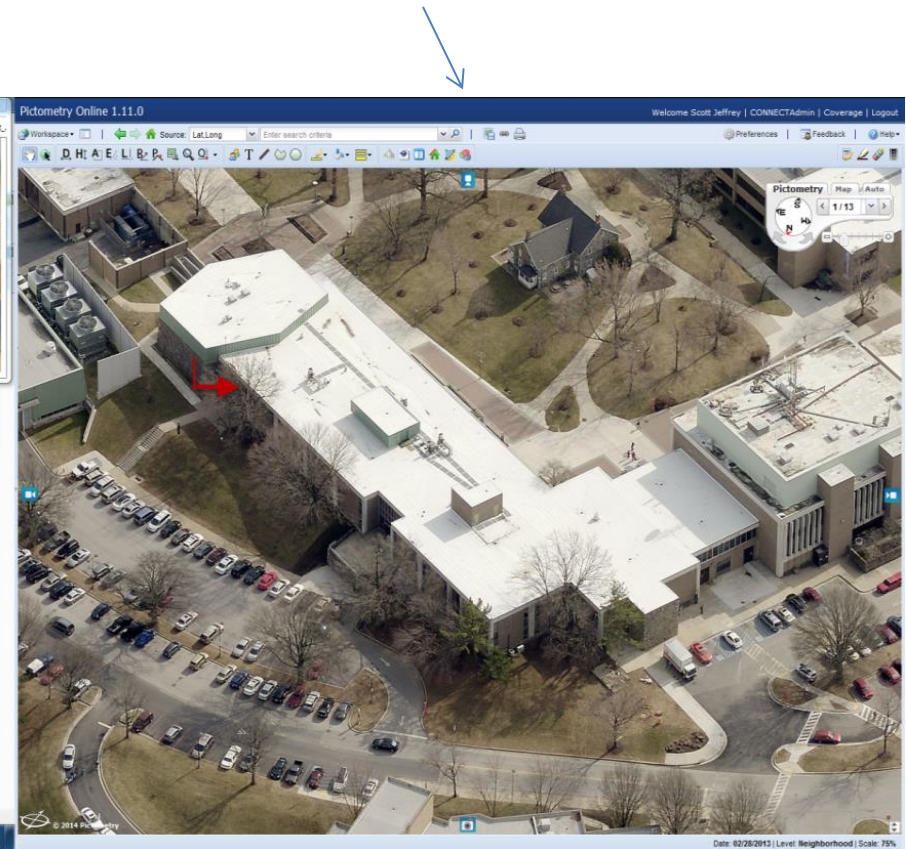 Pictometry Online 1.11.0
Welcome Scott Jeffrey | CONNECTAdmin | Coverage | Logout
Workspace Source: Lat,Long Enter search criteria Preferences | Feedback | Help
Pictometry Map Auto
1/13
S
E
W
N
© 2014 Pictometry
Date: 02/28/2013 | Level: Neighborhood | Scale: 75%